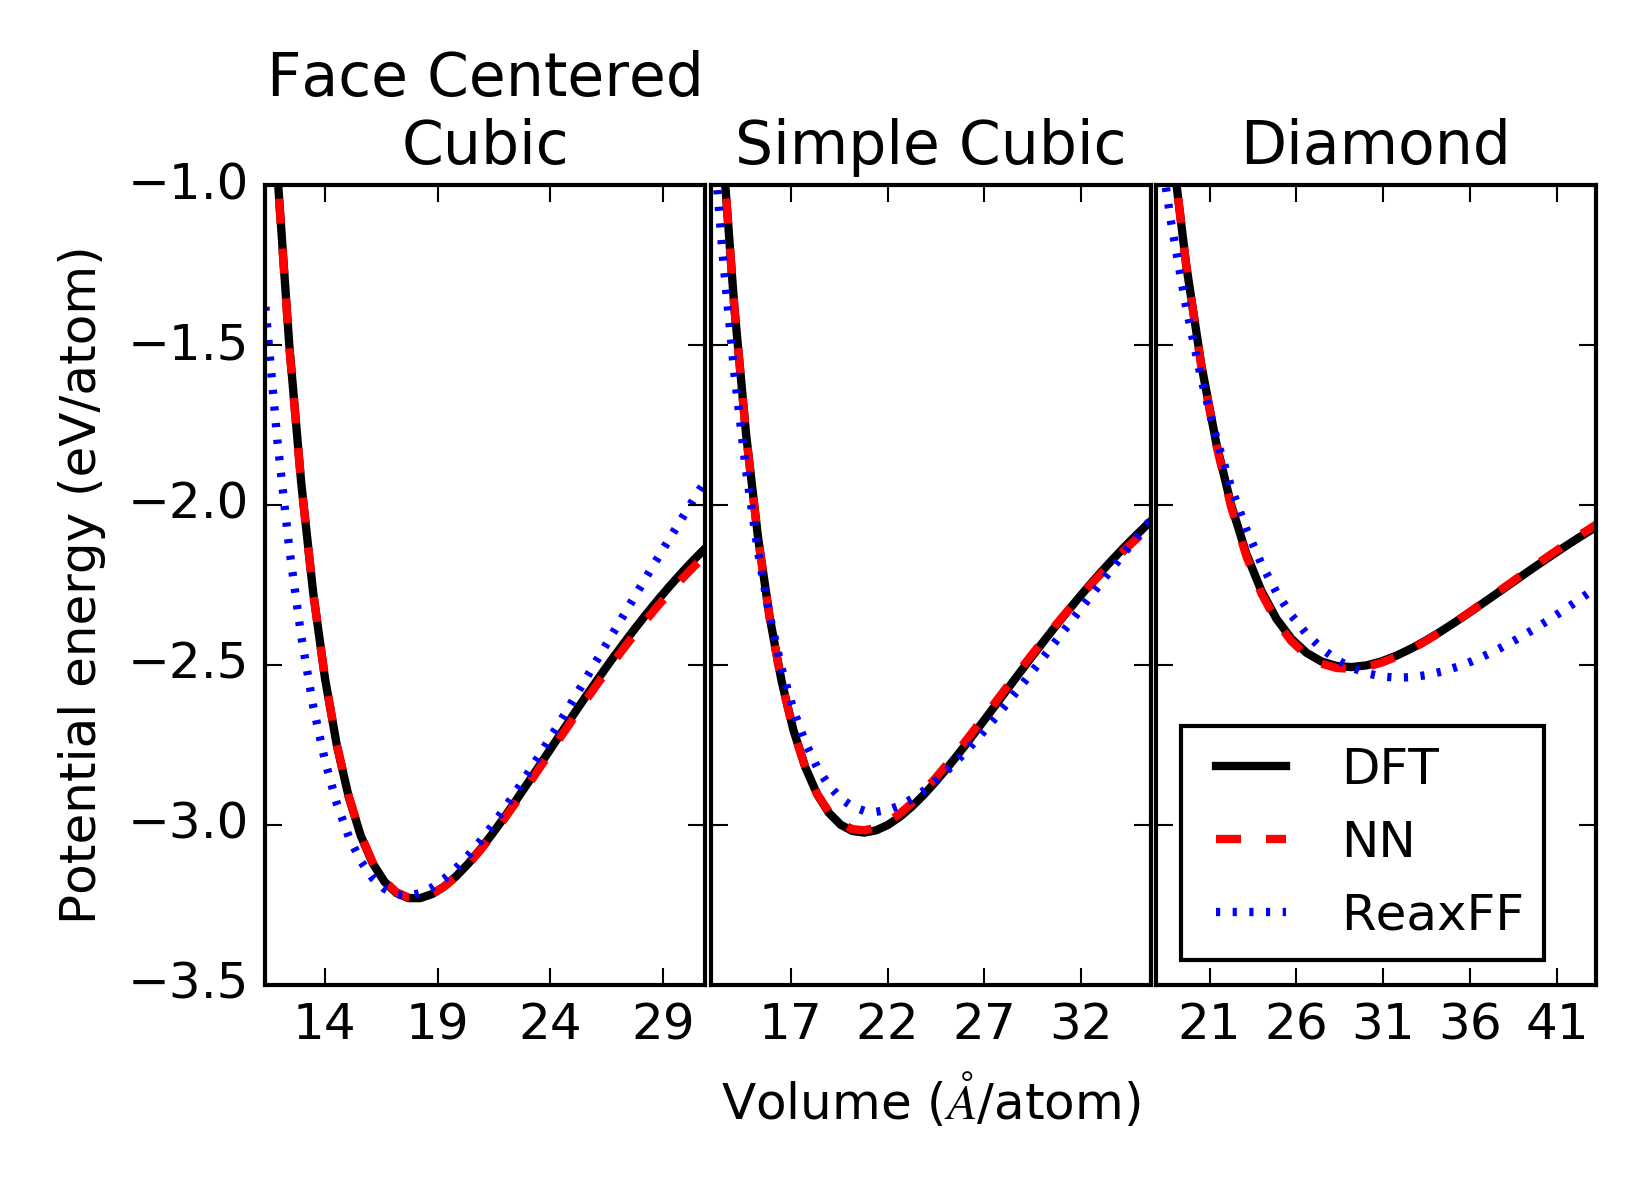 Face Centered
Cubic
Simple Cubic
Diamond
Potential energy (eV/atom)
−1.0
−1.5
−2.0
−2.5
−3.0
−3.5
14 19 24 29
17 22 27 32
21 26 31 36 41
DFT
NN
ReaxFF
Volume (Å/atom)